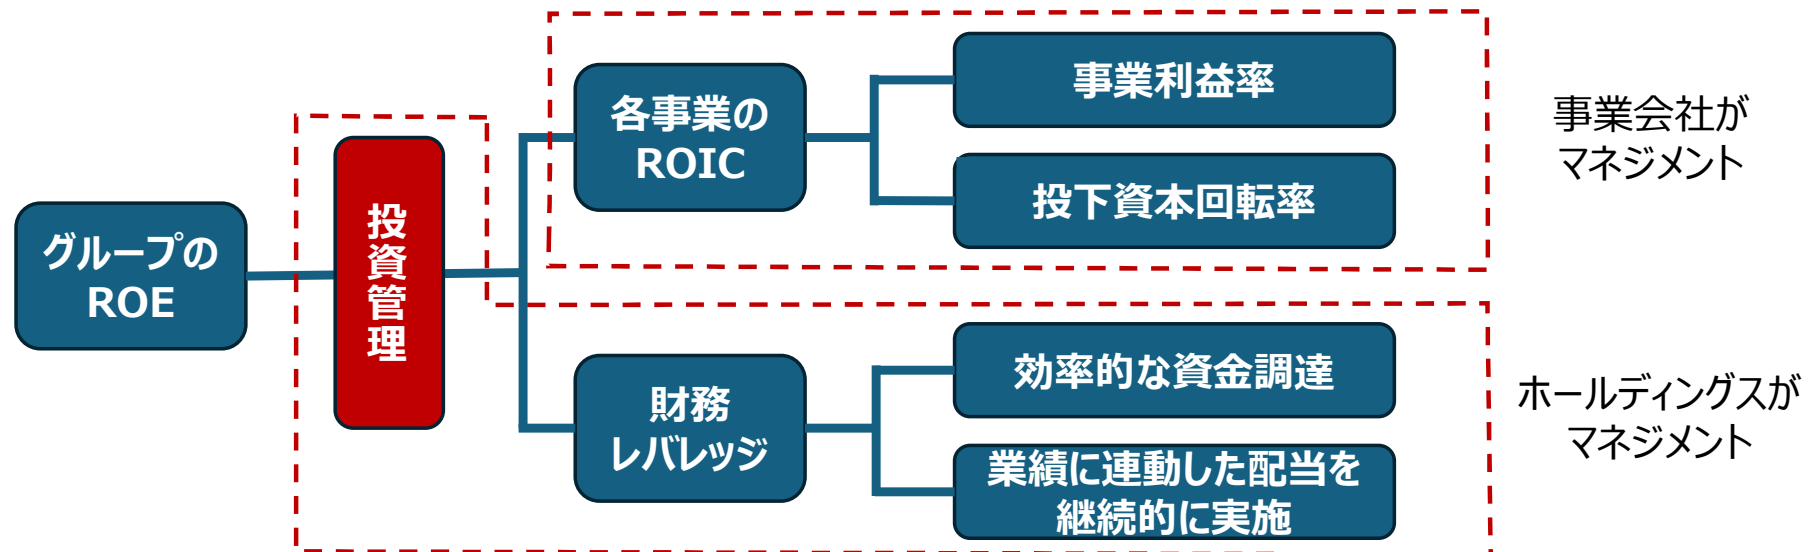 グループの
ROE
投資管理
各事業の
ROIC
事業利益率
投下資本回転率
事業会社が
マネジメント
財務
レバレッジ
効率的な資金調達
業績に連動した配当を
継続的に実施
ホールディングスが
マネジメント